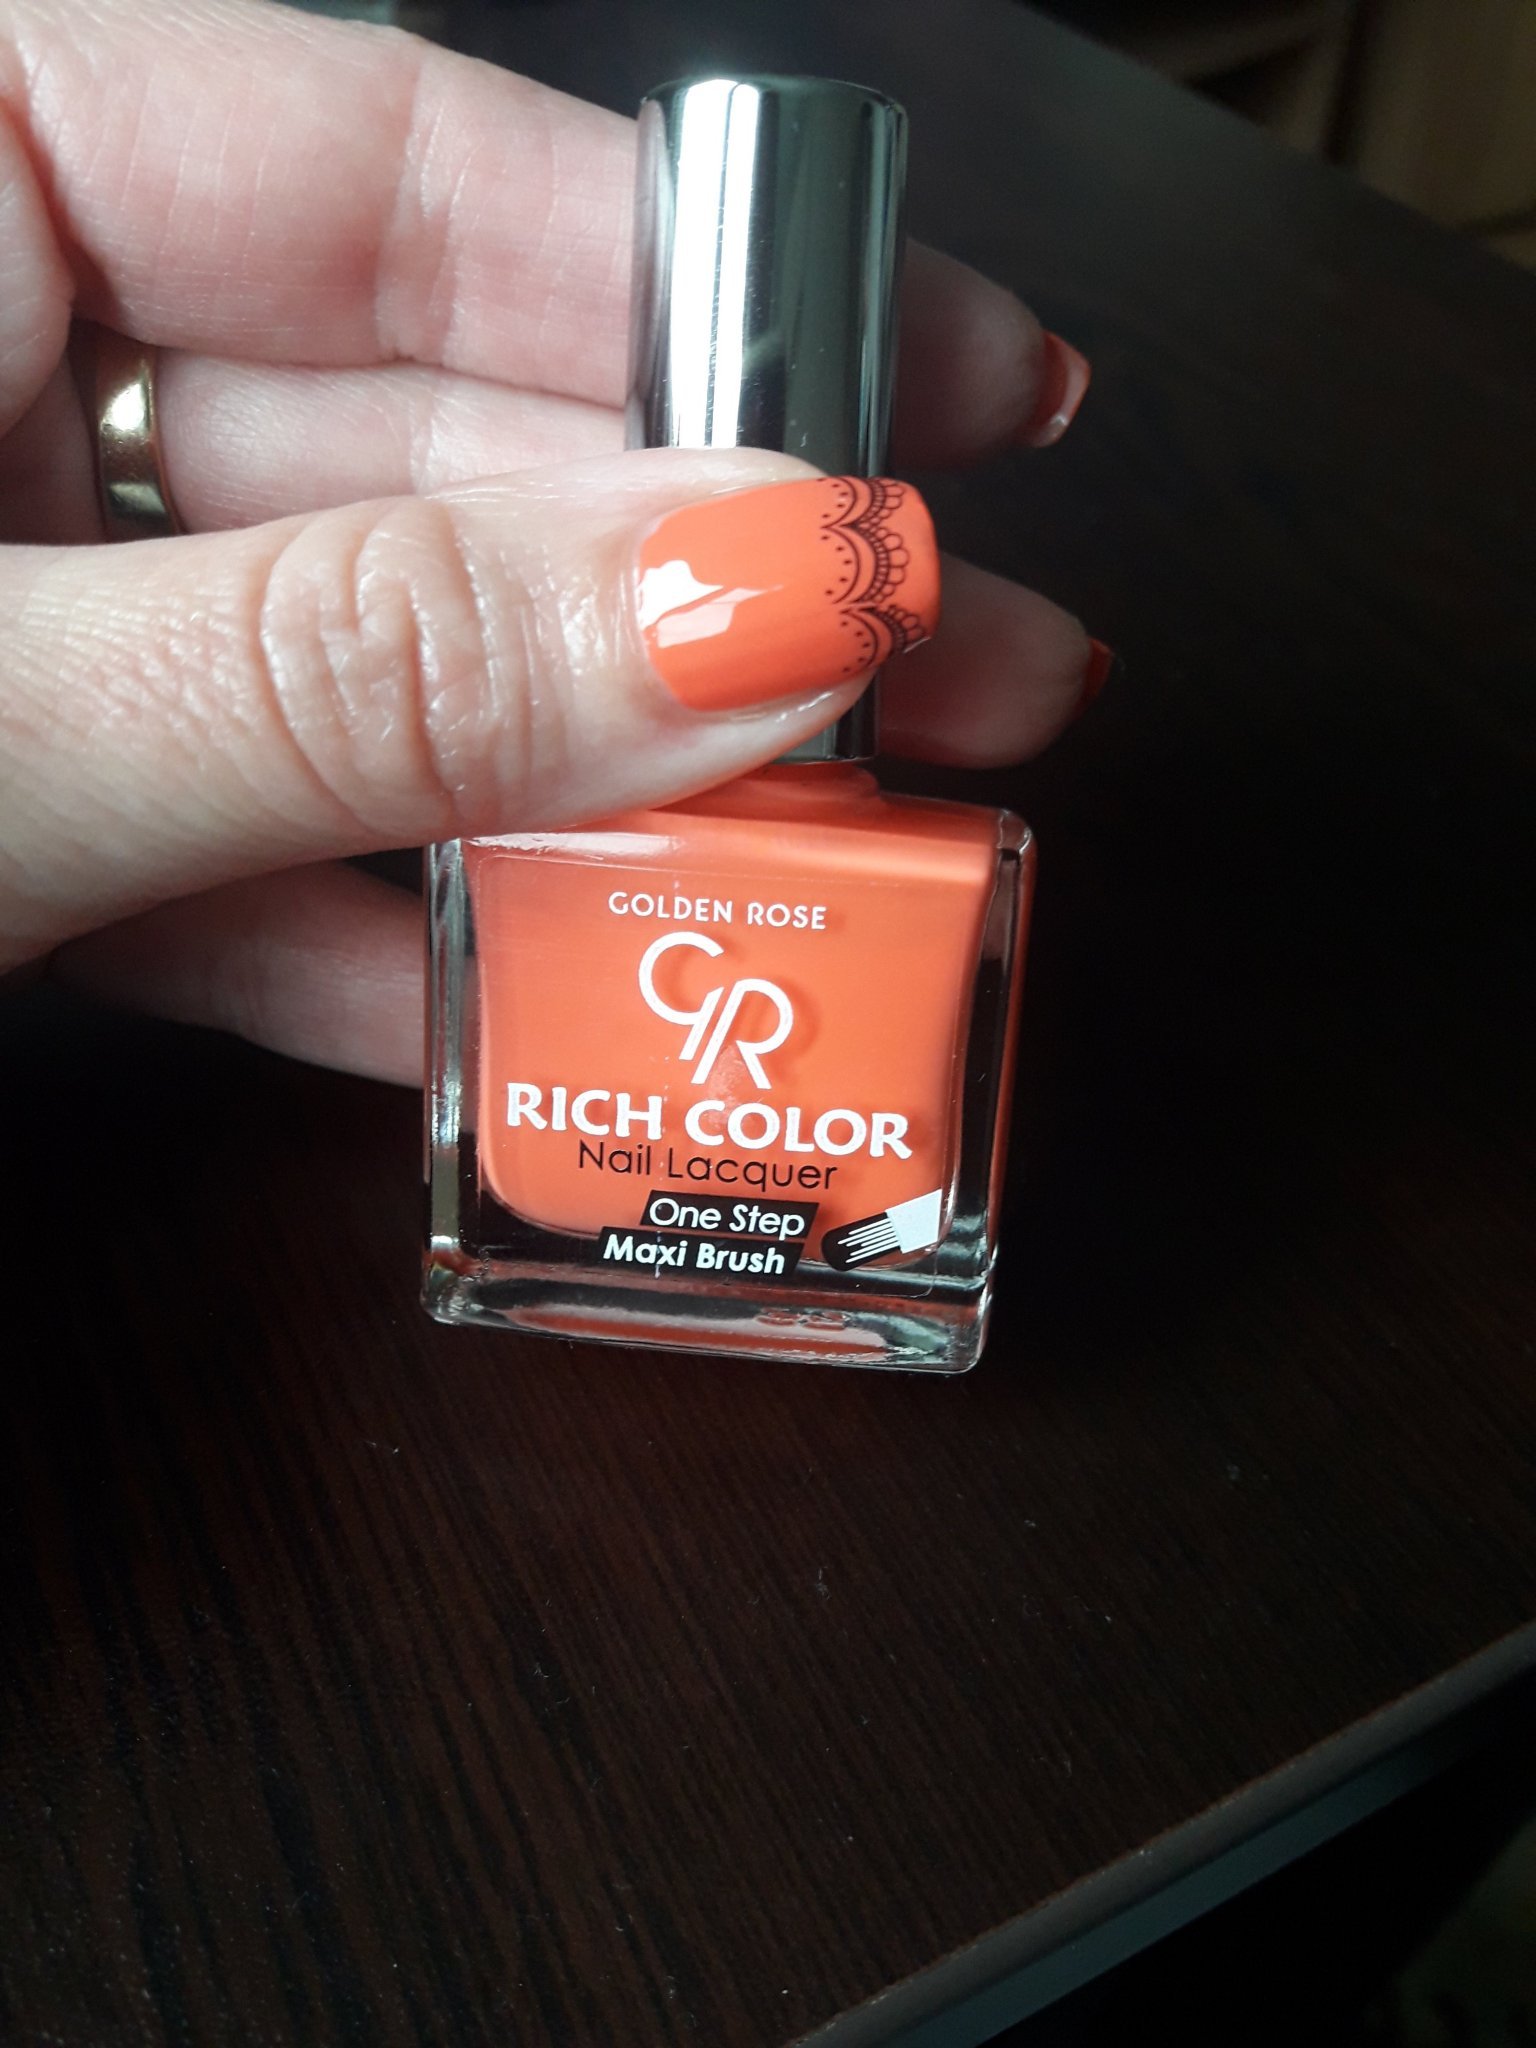 GOLDEN ROSE
GR
RICH COLOR
Nail Lacquer
One Step
Maxi Brush